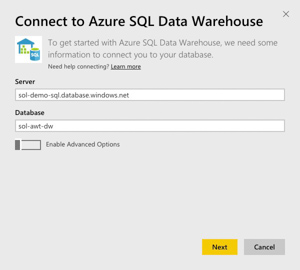 Connect to Azure SQL Data Warehouse
To get started with Azure SQL Data Warehouse, we need some
information to connect you to your database.
Need help connecting? Learn more
Server
sol-demo-sql.database.windows.net
Database
sol-awt-dw
Enable Advanced Options
Next Cancel